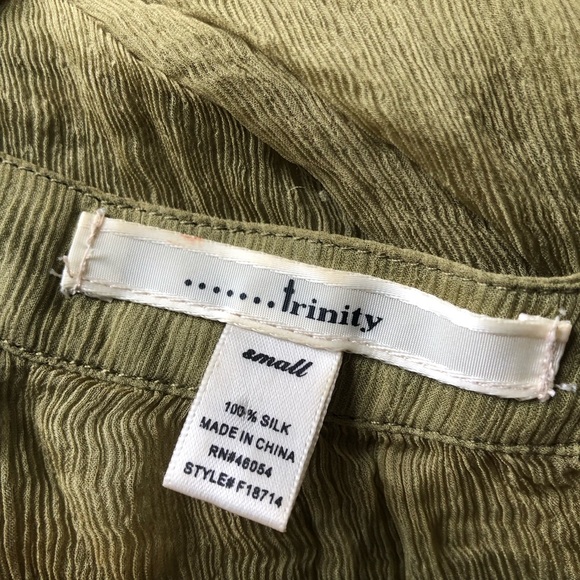 .......trinity
small
100% SILK
MADE IN CHINA
RN#46054
STYLE# F18714